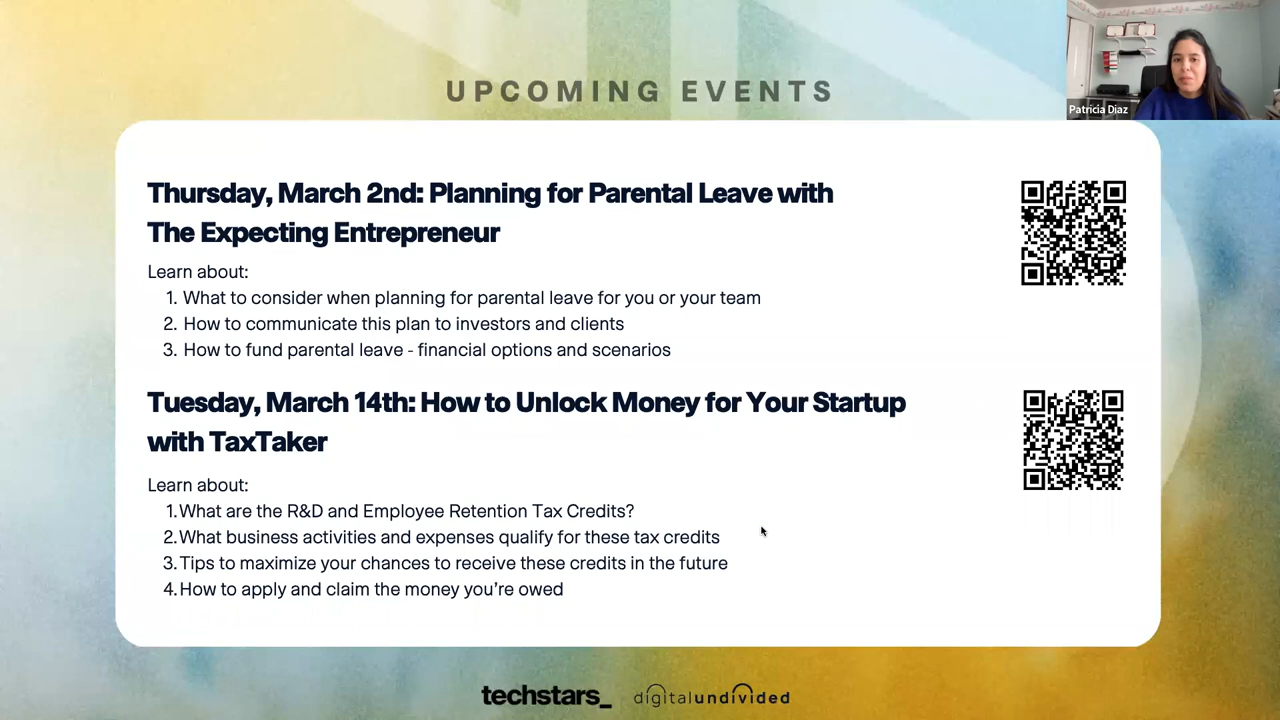 UPCOMING EVENTS
Patricia Diaz
Thursday, March 2nd: Planning for Parental Leave with
The Expecting Entrepreneur
Learn about:
1. What to consider when planning for parental leave for you or your team
2. How to communicate this plan to investors and clients
3. How to fund parental leave - financial options and scenarios
Tuesday, March 14th: How to Unlock Money for Your Startup
with TaxTaker
Learn about:
1.What are the R&D and Employee Retention Tax Credits?
2.What business activities and expenses qualify for these tax credits
3.Tips to maximize your chances to receive these credits in the future
4.How to apply and claim the money you’re owed
techstars_ digitalundivided